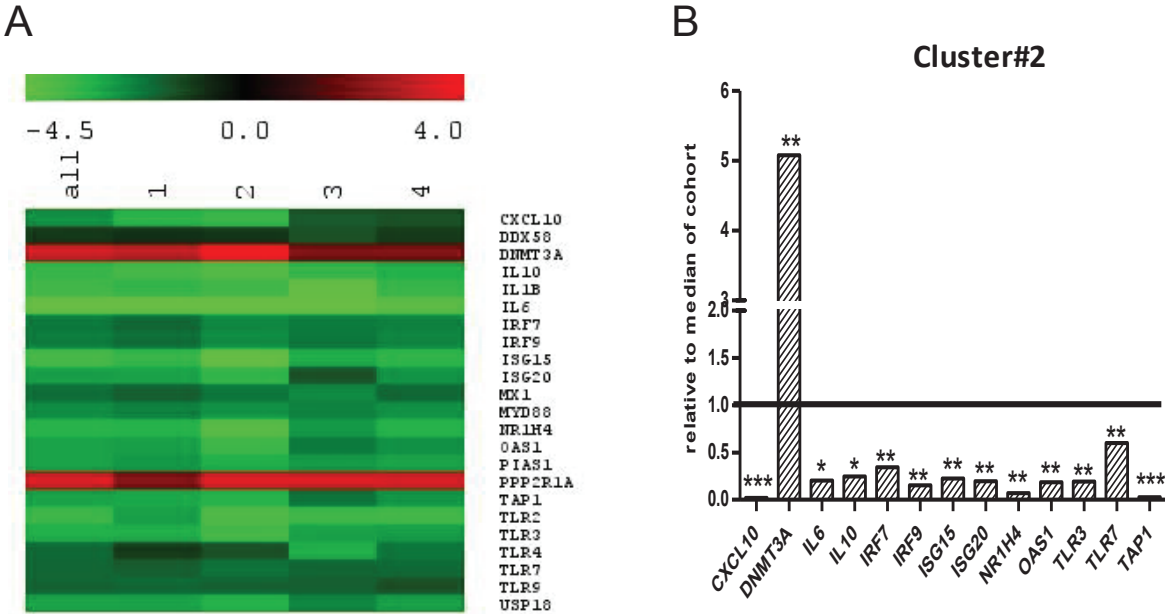 A
-4.5 0.0 4.0
all 1 2 3 4
CXCL10
DDX58
DNMT3A
IL10
IL1B
IL6
IRF7
IRF9
ISG15
ISG20
MX1
MYD88
NR1H4
OAS1
PIAS1
PPP2R1A
TAP1
TLR2
TLR3
TLR4
TLR7
TLR9
USP18
B
Cluster#2
relative to median of cohort
6
5
4
3
2.0
1.5
1.0
0.5
0.0
*** ** * * ** ** ** ** ** ** ** ** ***
CXCL10 DNMT3A IL6 IL10 IRF7 IRF9 ISG15 ISG20 NR1H4 OAS1 TLR3 TLR7 TAP1